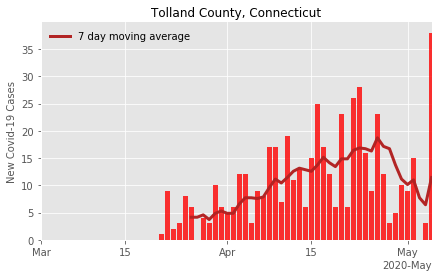 Tolland County, Connecticut
7 day moving average
New Covid-19 Cases
35
30
25
20
15
10
5
0
Mar 15 Apr 15 May
2020-May